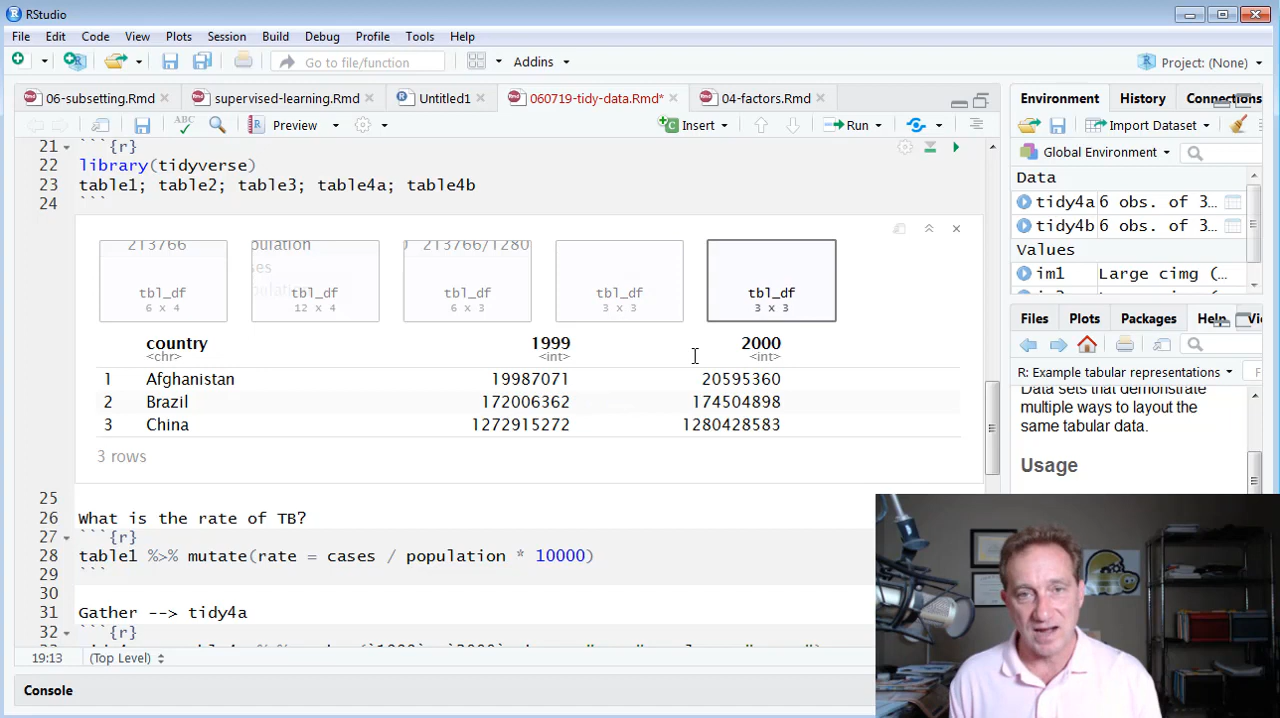 RStudio
File Edit Code View Plots Session Build Debug Profile Tools Help
Go to file/function Addins Project: (None)
06-subsetting.Rmd supervised-learning.Rmd Untitled1 060719-tidy-data.Rmd* 04-factors.Rmd
ABC Preview Insert Run
21 ```{r}
22 library(tidyverse)
23 table1; table2; table3; table4a; table4b
24 ```
213766 pulation 213766/1280
ses
tbl_df tbl_df tbl_df tbl_df tbl_df
6 x 4 12 x 4 6 x 3 3 x 3 3 x 3
country 1999 2000
<chr> <int> <int>
1 Afghanistan 19987071 20595360
2 Brazil 172006362 174504898
3 China 1272915272 1280428583
3 rows
25
26 What is the rate of TB?
27 ```{r}
28 table1 %>% mutate(rate = cases / population * 10000)
29 ```
30
31 Gather --> tidy4a
32 ```{r}
19:13 (Top Level)
Console
Environment History Connections
Import Dataset
Global Environment
Data
tidy4a 6 obs. of 3...
tidy4b 6 obs. of 3...
Values
im1 Large cimg (...
Files Plots Packages Help
R: Example tabular representations
Data sets that demonstrate
multiple ways to layout the
same tabular data.
Usage